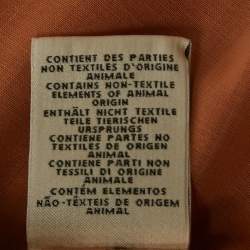 CONTIENT DES PARTIES
NON TEXTILES D'ORIGINE
ANIMALE
CONTAINS NON-TEXTILE
ELEMENTS OF ANIMAL
ORIGIN
ENTHÄLT NICHT TEXTILE
TEILE TIERISCHEN
URSPRUNGS
CONTIENE PARTES NO
TEXTILES DE ORIGEN
ANIMAL
CONTIENE PARTI NON
TESSILI DI ORIGINE
ANIMALE
CONTÉM ELEMENTOS
NÃO-TÊXTEIS DE ORIGEM
ANIMAL